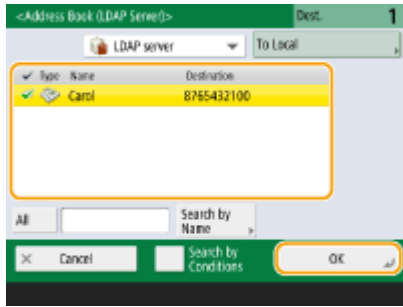 <Address Book (LDAP Server)> Dest. 1
LDAP server To Local
Type Name Destination
Carol 8765432100
All Search by
Name
Cancel Search by
Conditions OK